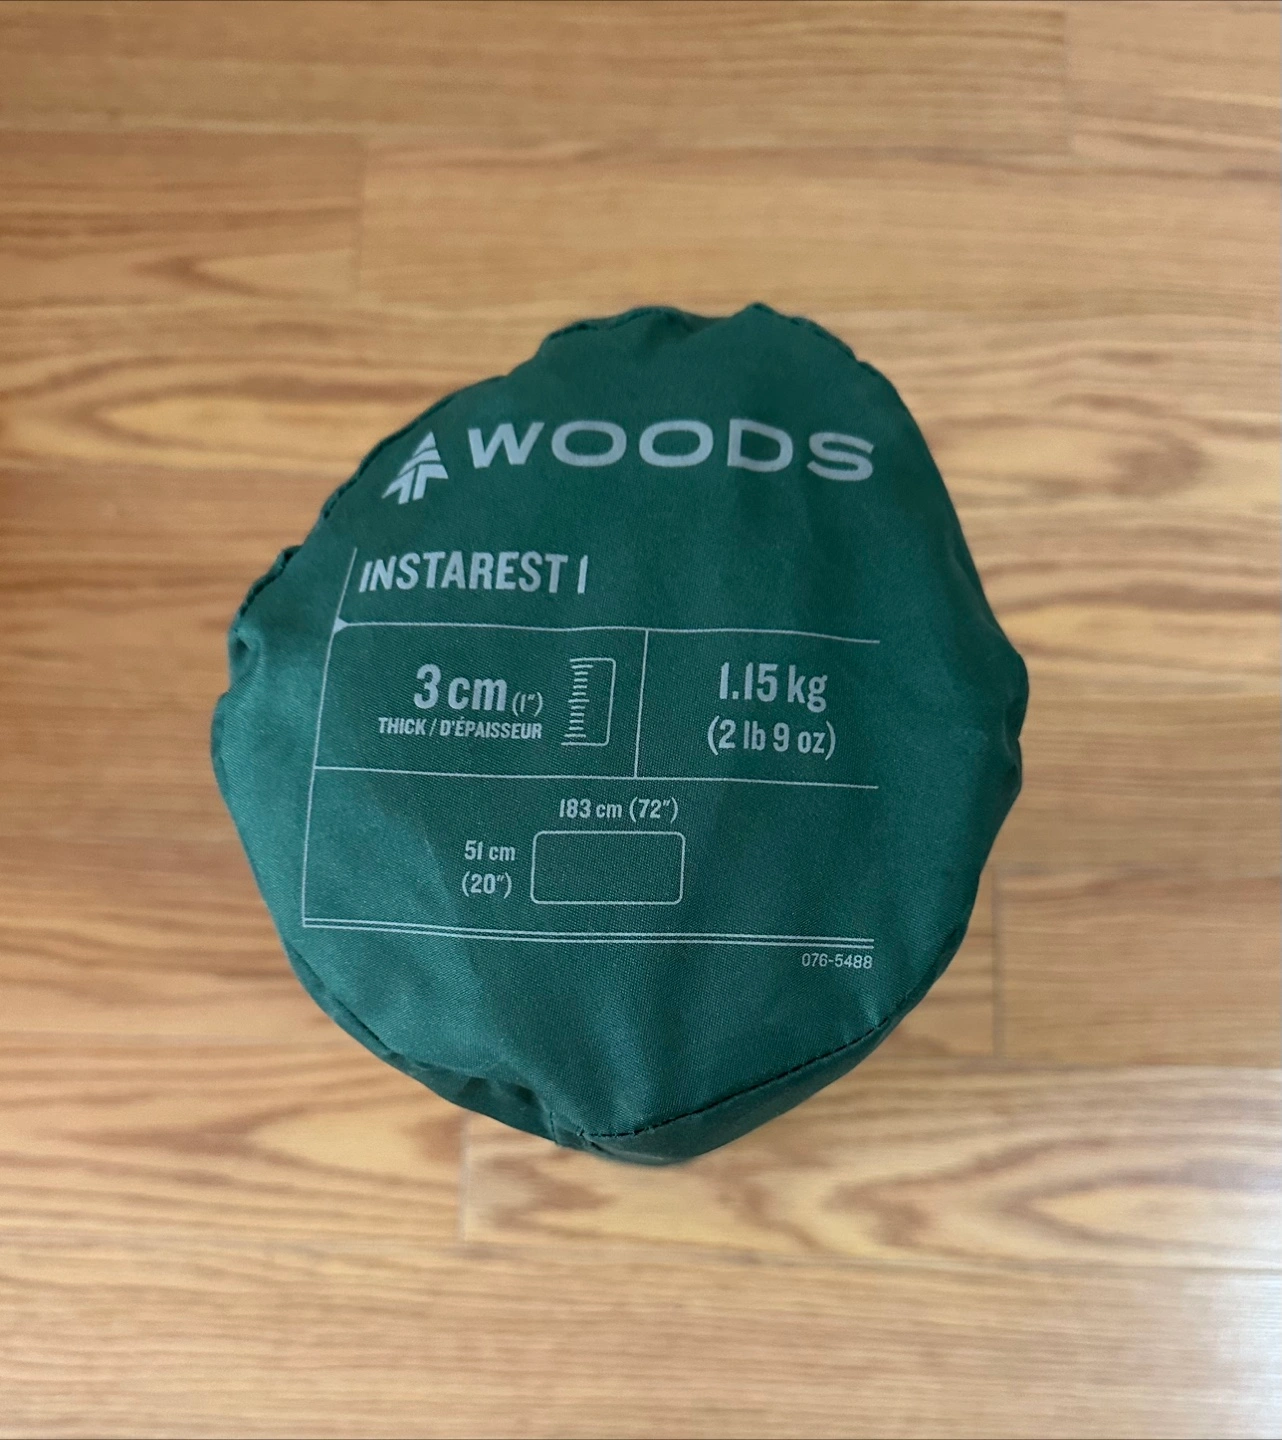 WOODS
INSTAREST I
3 cm (1")
THICK / D'ÉPAISSEUR
1.15 kg
(2 lb 9 oz)
183 cm (72")
51 cm
(20")
076-5488